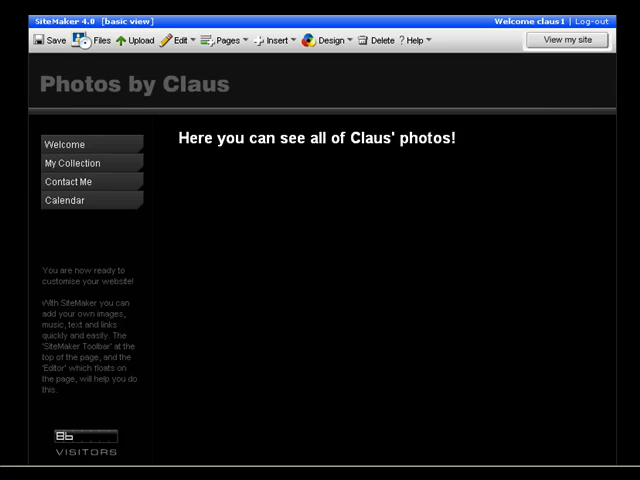 SiteMaker 4.0 [basic view] Welcome claus1 | Log-out
Save Files Upload Edit Pages Insert Design Delete ? Help View my site
Photos by Claus
Here you can see all of Claus' photos!
Welcome
My Collection
Contact Me
Calendar
You are now ready to
customise your website!
With SiteMaker you can
add your own images,
music, text and links
quickly and easily. The
'SiteMaker Toolbar' at the
top of the page, and the
'Editor' which floats on
the page, will help you do
this.
86
VISITORS